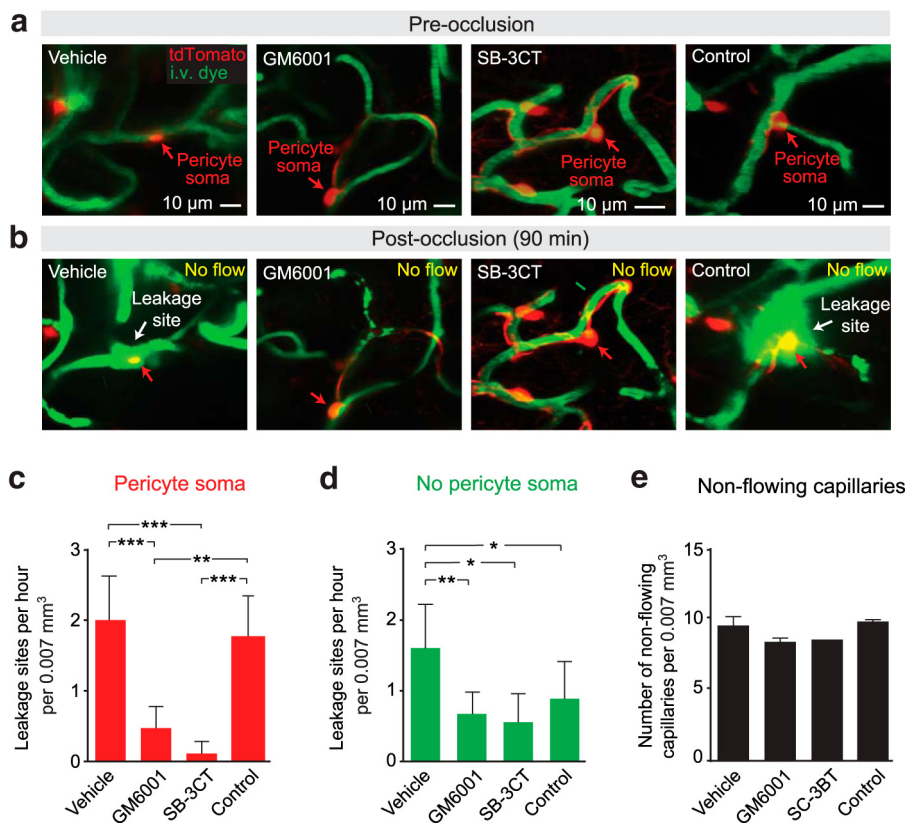 a
Pre-occlusion
Vehicle
tdTomato
i.v. dye
Pericyte
soma
10 µm
GM6001
Pericyte
soma
10 µm
SB-3CT
Pericyte
soma
10 µm
Control
Pericyte
soma
10 µm
b
Post-occlusion (90 min)
Vehicle
No flow
Leakage
site
GM6001
No flow
SB-3CT
No flow
Control
No flow
Leakage
site
c
Pericyte soma
Leakage sites per hour
per 0.007 mm³
3
2
1
0
***
***
**
***
Vehicle
GM6001
SB-3CT
Control
d
No pericyte soma
Leakage sites per hour
per 0.007 mm³
3
2
1
0
*
*
**
Vehicle
GM6001
SB-3CT
Control
e
Non-flowing capillaries
Number of non-flowing
capillaries per 0.007 mm³
15
10
5
0
Vehicle
GM6001
SC-3BT
Control